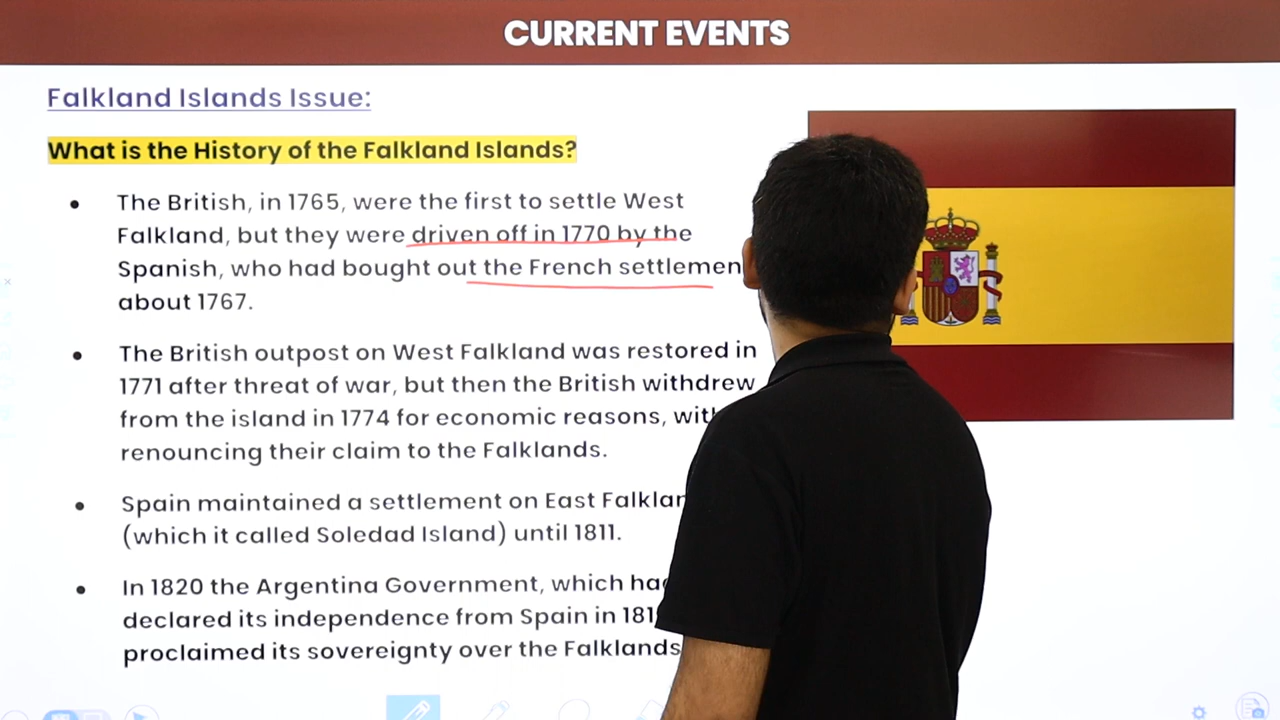 CURRENT EVENTS
Falkland Islands Issue:
What is the History of the Falkland Islands?
The British, in 1765, were the first to settle West
Falkland, but they were driven off in 1770 by the
Spanish, who had bought out the French
about 1767.
The British outpost on West Falkland was restored in
1771 after threat of war, but then the British withdrew
from the island in 1774 for economic reasons,
renouncing their claim to the Falklands.
Spain maintained a settlement on East
(which it called Soledad Island) until 1811.
In 1820 the Argentina Government, which
declared its independence from Spain in
proclaimed its sovereignty over the Falklands